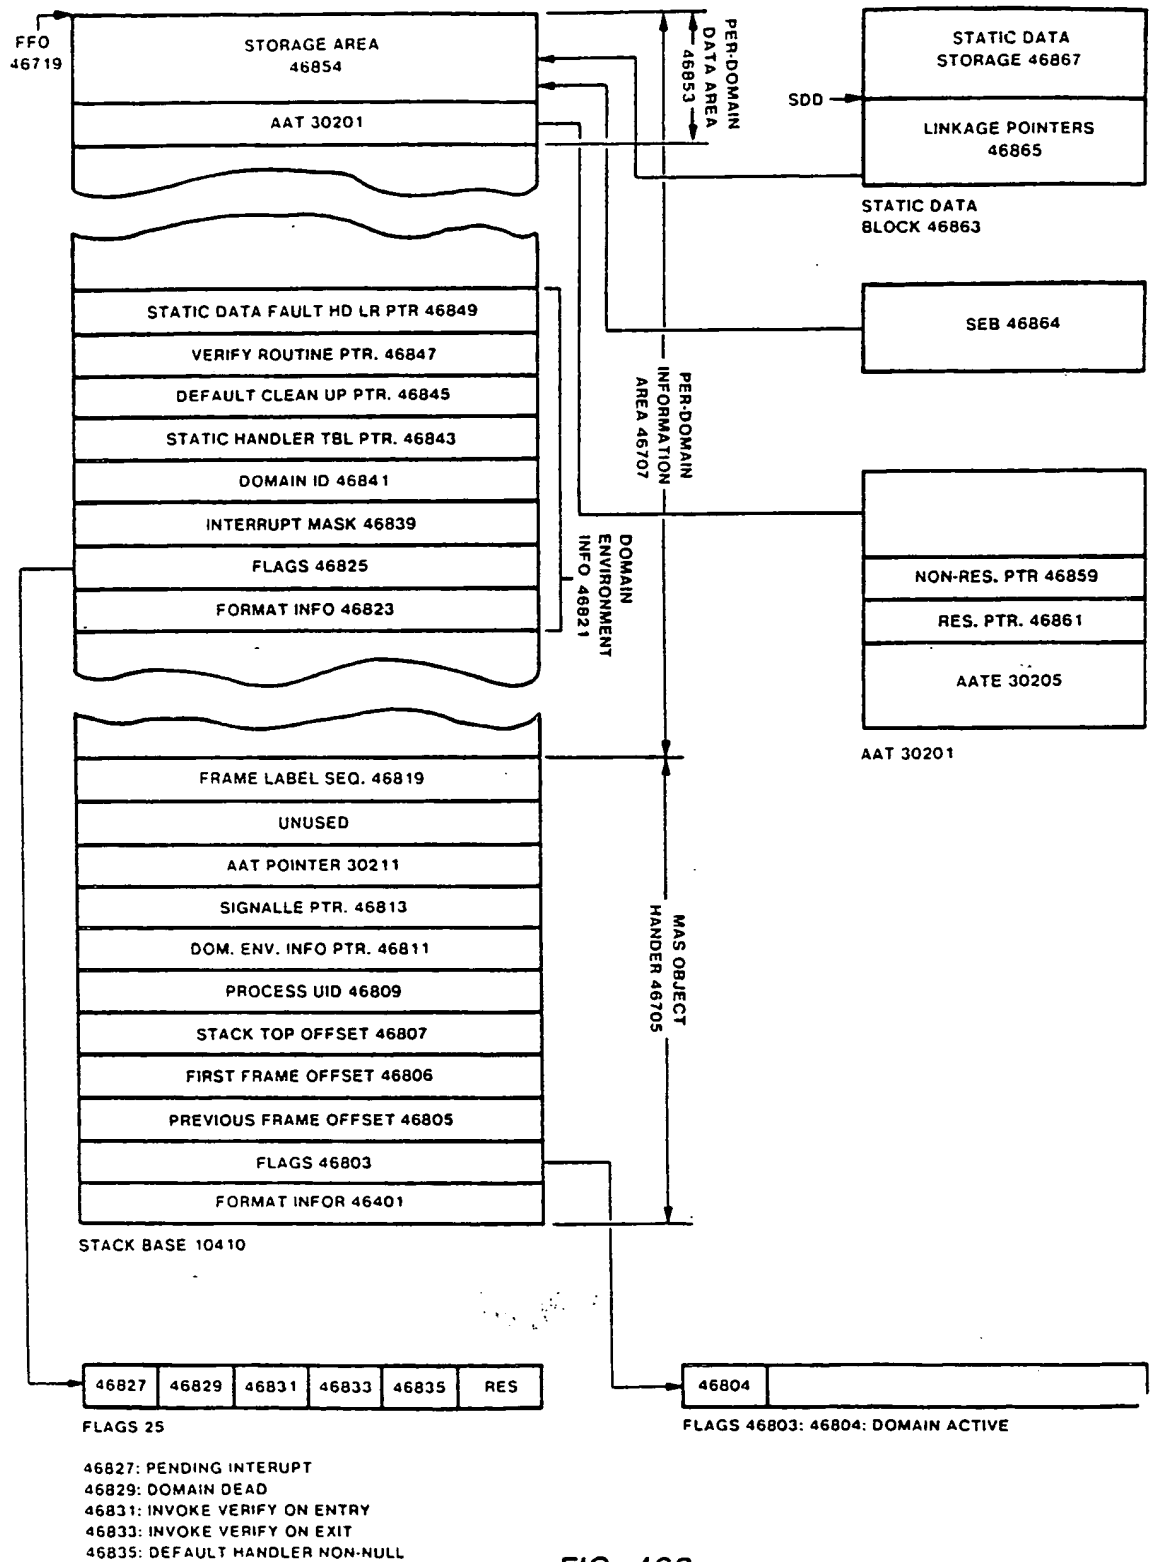 FFO
46719
STORAGE AREA
46854
AAT 30201
PER-DOMAIN
DATA AREA
46853
STATIC DATA
STORAGE 46867
SDD
LINKAGE POINTERS
46865
STATIC DATA
BLOCK 46863
STATIC DATA FAULT HD LR PTR 46849
VERIFY ROUTINE PTR. 46847
DEFAULT CLEAN UP PTR. 46845
STATIC HANDLER TBL PTR. 46843
DOMAIN ID 46841
INTERRUPT MASK 46839
FLAGS 46825
FORMAT INFO 46823
DOMAIN
ENVIRONMENT
INFO 46821
PER-DOMAIN
INFORMATION
AREA 46707
SEB 46864
NON-RES. PTR 46859
RES. PTR. 46861
AATE 30205
AAT 30201
FRAME LABEL SEQ. 46819
UNUSED
AAT POINTER 30211
SIGNALLE PTR. 46813
DOM. ENV. INFO PTR. 46811
PROCESS UID 46809
STACK TOP OFFSET 46807
FIRST FRAME OFFSET 46806
PREVIOUS FRAME OFFSET 46805
FLAGS 46803
FORMAT INFOR 46401
MAS OBJECT
HANDER 46705
STACK BASE 10410
46827 46829 46831 46833 46835 RES
FLAGS 25
46804
FLAGS 46803: 46804: DOMAIN ACTIVE
46827: PENDING INTERUPT
46829: DOMAIN DEAD
46831: INVOKE VERIFY ON ENTRY
46833: INVOKE VERIFY ON EXIT
46835: DEFAULT HANDLER NON-NULL